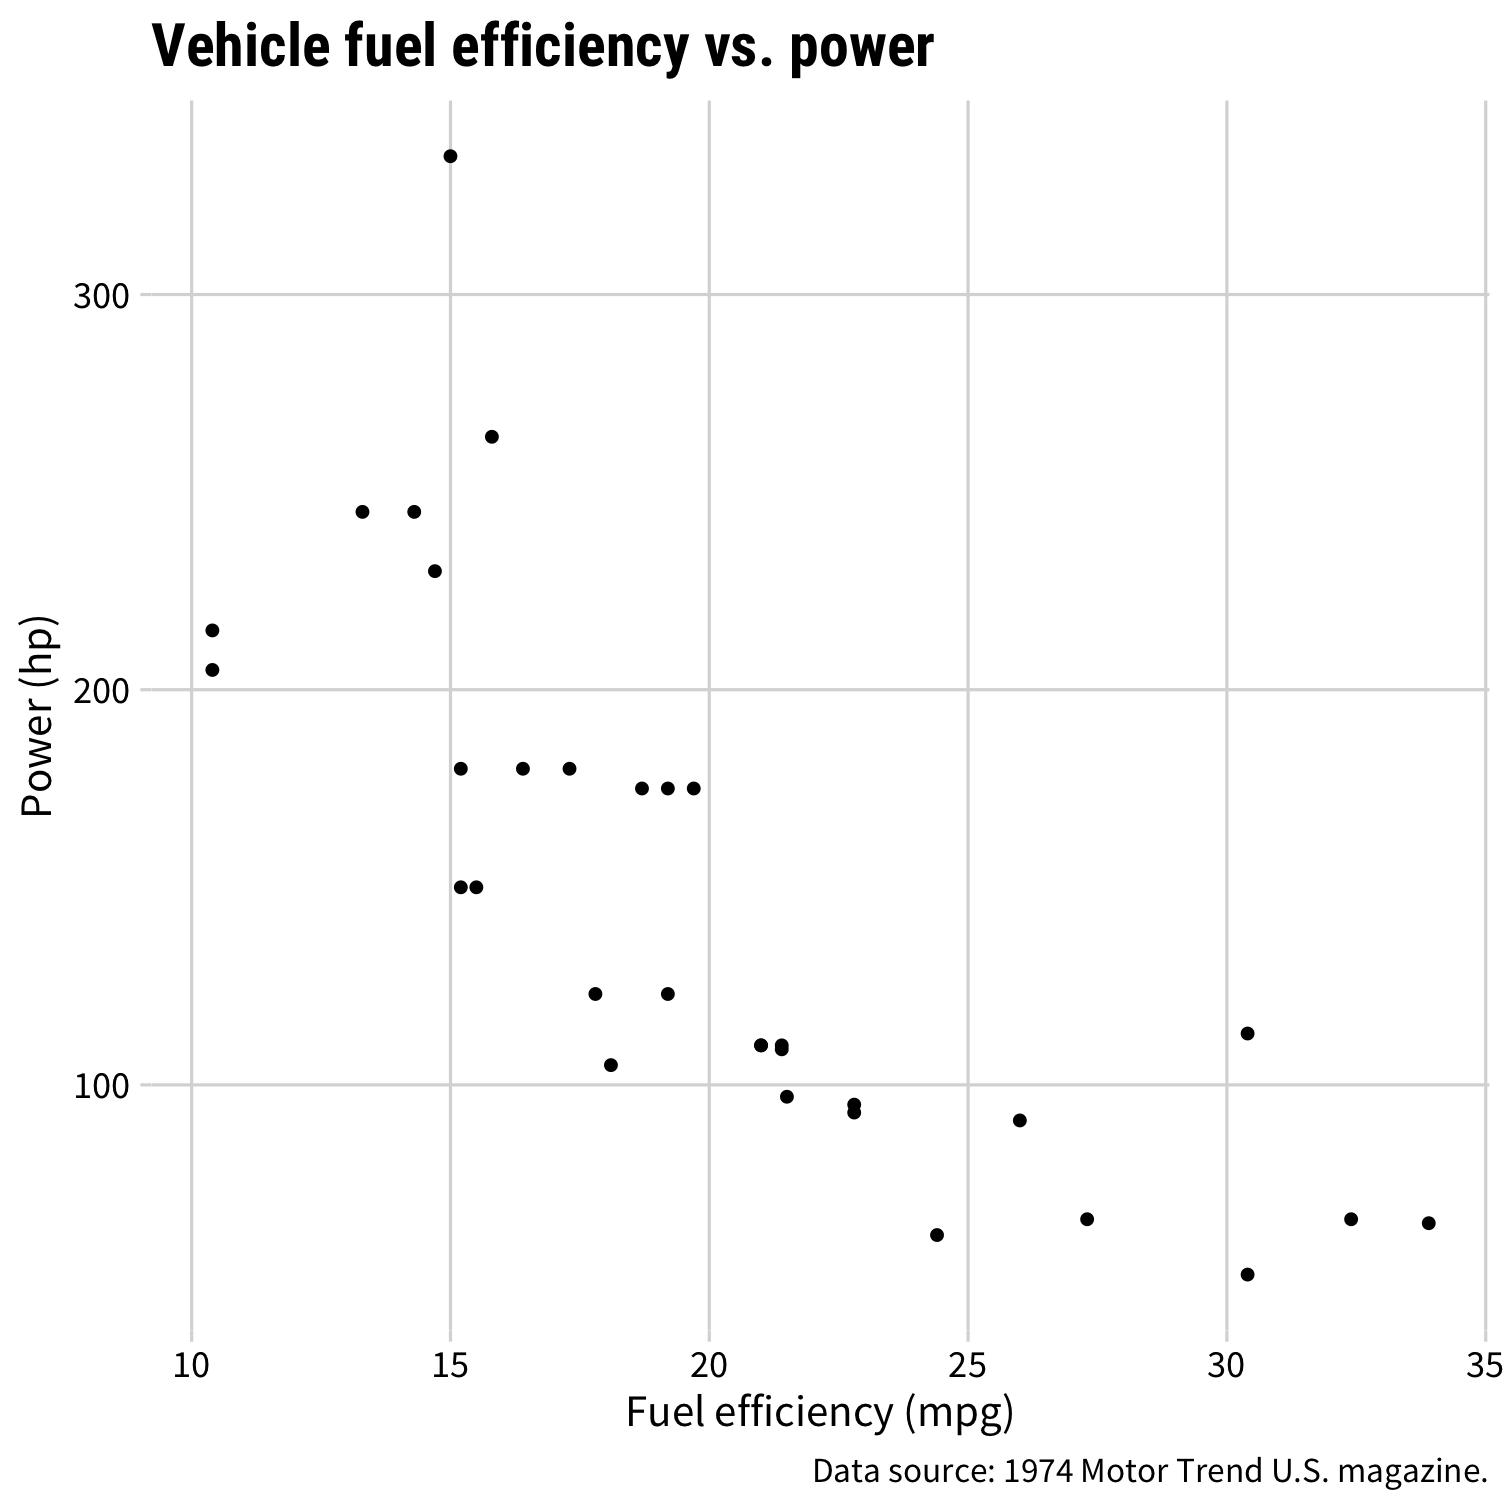 Vehicle fuel efficiency vs. power
Power (hp)
300
200
100
10 15 20 25 30 35
Fuel efficiency (mpg)
Data source: 1974 Motor Trend U.S. magazine.